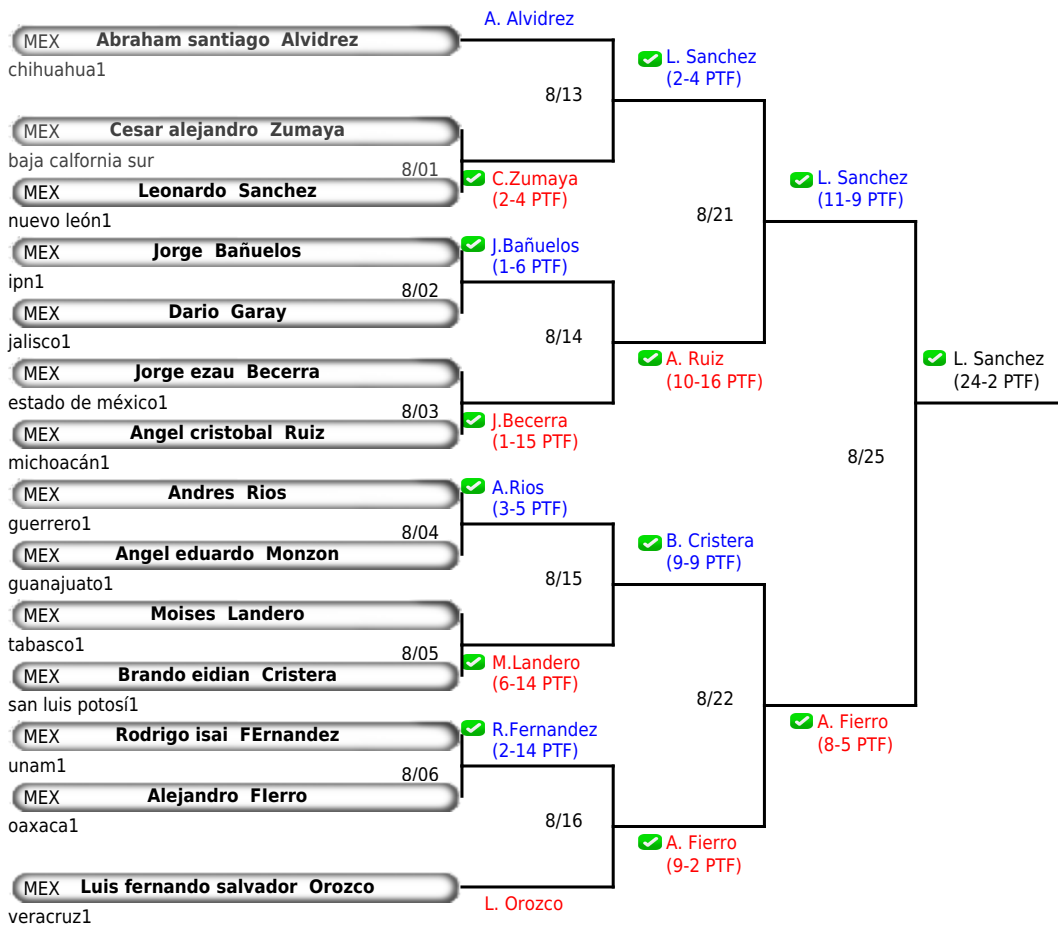 A. Alvidrez
MEX Abraham santiago Alvidrez
chihuahua1
L. Sanchez
(2-4 PTF)
8/13
MEX Cesar alejandro Zumaya
baja calfornia sur
8/01
MEX Leonardo Sanchez
nuevo león1
C.Zumaya
(2-4 PTF)
L. Sanchez
(11-9 PTF)
8/21
MEX Jorge Bañuelos
ipn1
J.Bañuelos
(1-6 PTF)
8/02
MEX Dario Garay
jalisco1
8/14
A. Ruiz
(10-16 PTF)
L. Sanchez
(24-2 PTF)
MEX Jorge ezau Becerra
estado de méxico1
8/03
MEX Angel cristobal Ruiz
michoacán1
J.Becerra
(1-15 PTF)
8/25
MEX Andres Rios
guerrero1
A.Rios
(3-5 PTF)
8/04
MEX Angel eduardo Monzon
guanajuato1
B. Cristera
(9-9 PTF)
8/15
MEX Moises Landero
tabasco1
8/05
MEX Brando eidian Cristera
san luis potosí1
M.Landero
(6-14 PTF)
8/22
MEX Rodrigo isai FErnandez
unam1
R.Fernandez
(2-14 PTF)
A. Fierro
(8-5 PTF)
8/06
MEX Alejandro FIerro
oaxaca1
8/16
A. Fierro
(9-2 PTF)
MEX Luis fernando salvador Orozco
veracruz1
L. Orozco